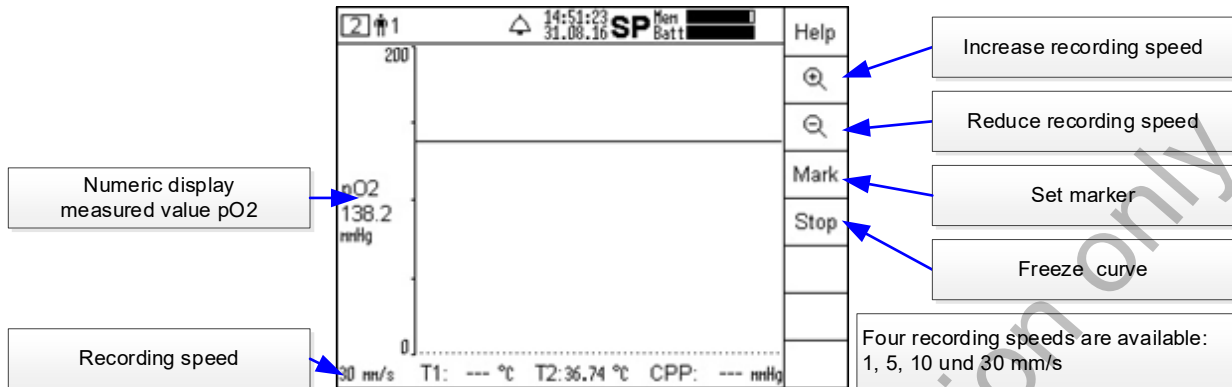 2 1 14:51:23 31.08.16 SP Mem Batt
Help
200
Increase recording speed
Reduce recording speed
Mark
Set marker
Numeric display
measured value pO2
pO2
138.2
mmHg
Stop
Freeze curve
0
Recording speed
30 mm/s T1: --- °C T2:36.74 °C CPP: --- mmHg
Four recording speeds are available:
1, 5, 10 und 30 mm/s
only